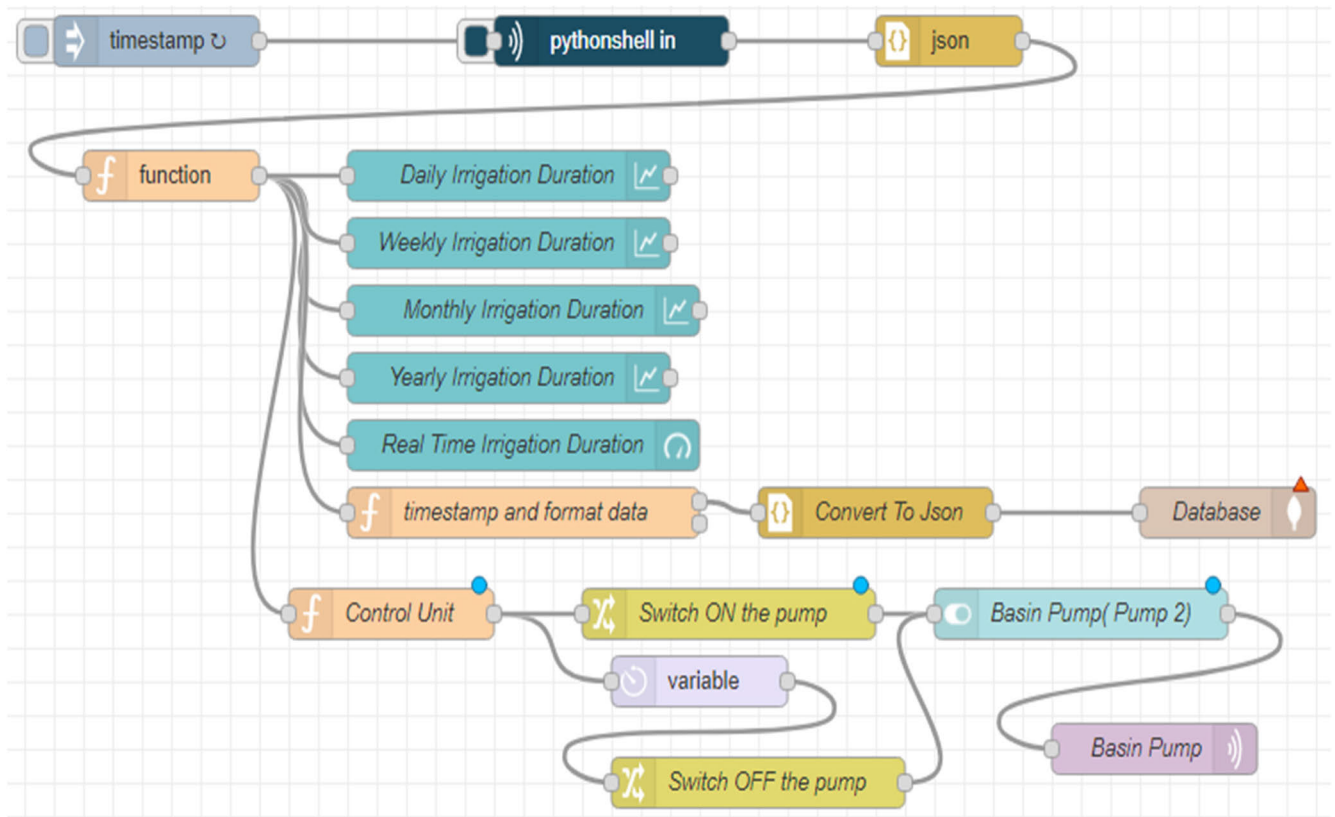 timestamp ↻
pythonshell in
json
function
Daily Irrigation Duration
Weekly Irrigation Duration
Monthly Irrigation Duration
Yearly Irrigation Duration
Real Time Irrigation Duration
timestamp and format data
Convert To Json
Database
Control Unit
Switch ON the pump
Basin Pump( Pump 2)
variable
Basin Pump
Switch OFF the pump